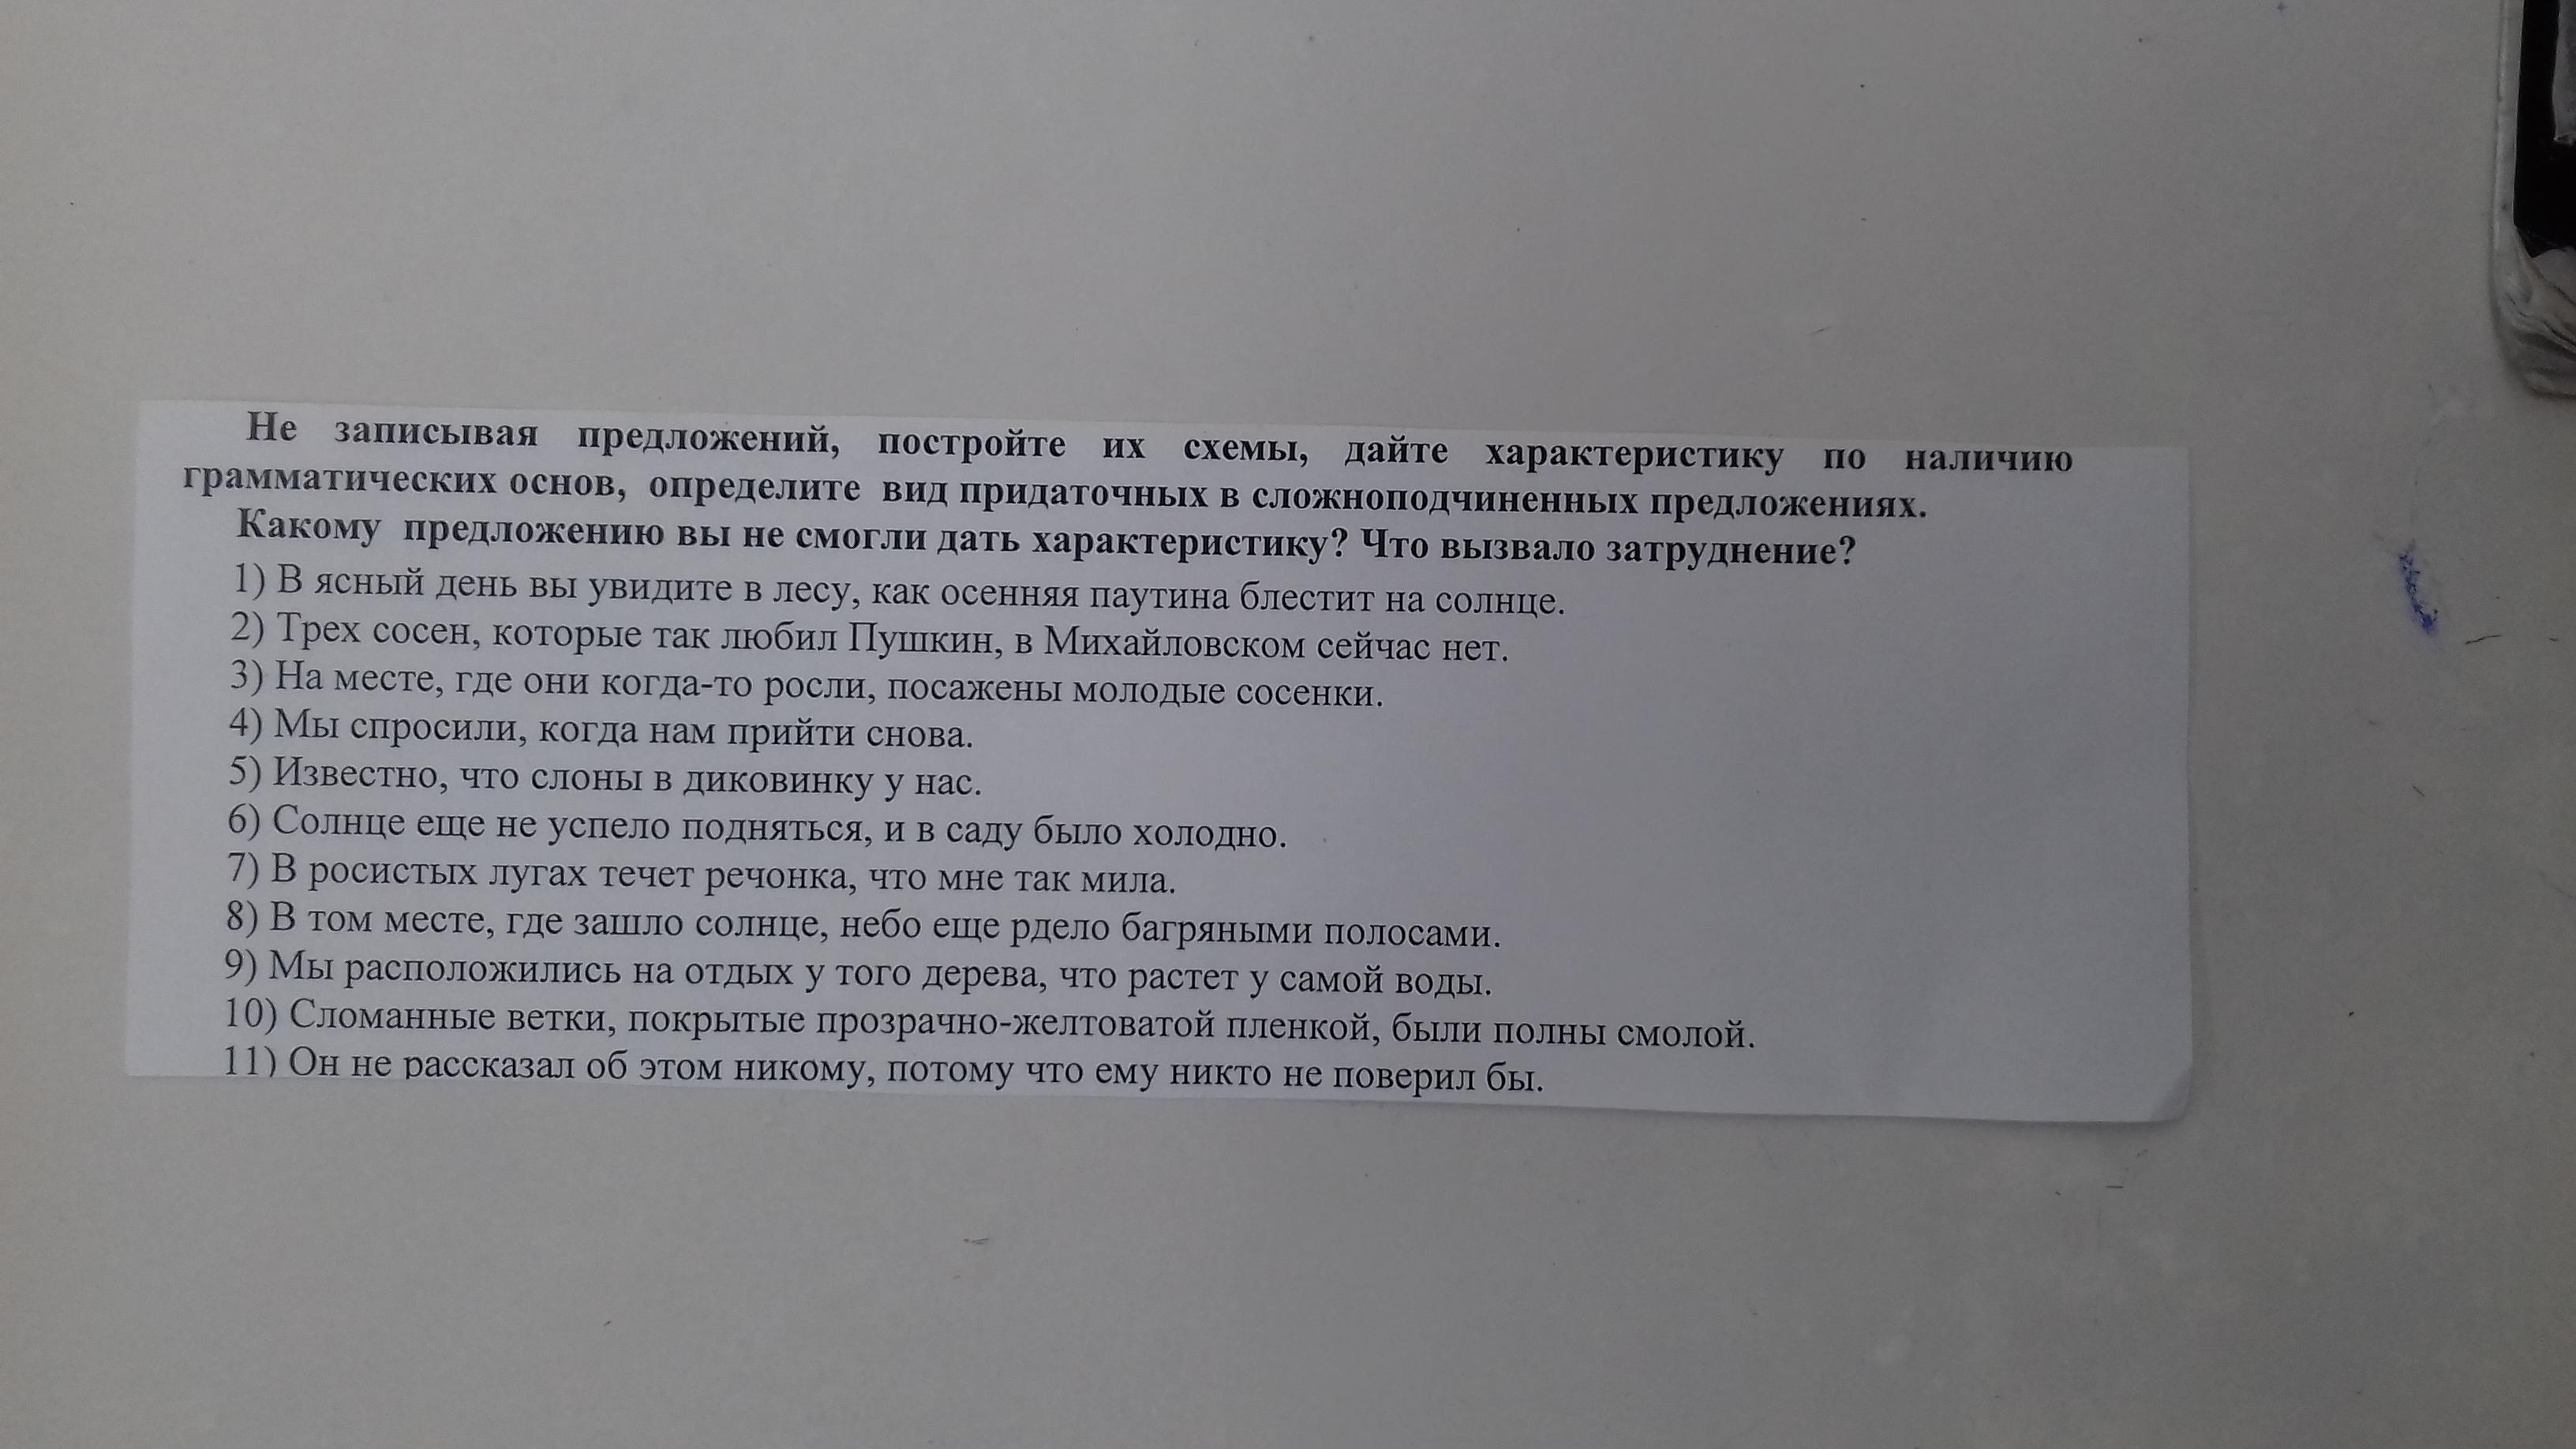 Не записывая предложений, постройте их схемы, дайте характеристику по наличию
грамматических основ, определите вид придаточных в сложноподчиненных предложениях.
Какому предложению вы не смогли дать характеристику? Что вызвало затруднение?
1) В ясный день вы увидите в лесу, как осенняя паутина блестит на солнце.
2) Трех сосен, которые так любил Пушкин, в Михайловском сейчас нет.
3) На месте, где они когда-то росли, посажены молодые сосенки.
4) Мы спросили, когда нам прийти снова.
5) Известно, что слоны в диковинку у нас.
6) Солнце еще не успело подняться, и в саду было холодно.
7) В росистых лугах течет речонка, что мне так мила.
8) В том месте, где зашло солнце, небо еще рдело багряными полосами.
9) Мы расположились на отдых у того дерева, что растет у самой воды.
10) Сломанные ветки, покрытые прозрачно-желтоватой пленкой, были полны смолой.
11) Он не рассказал об этом никому, потому что ему никто не поверил бы.